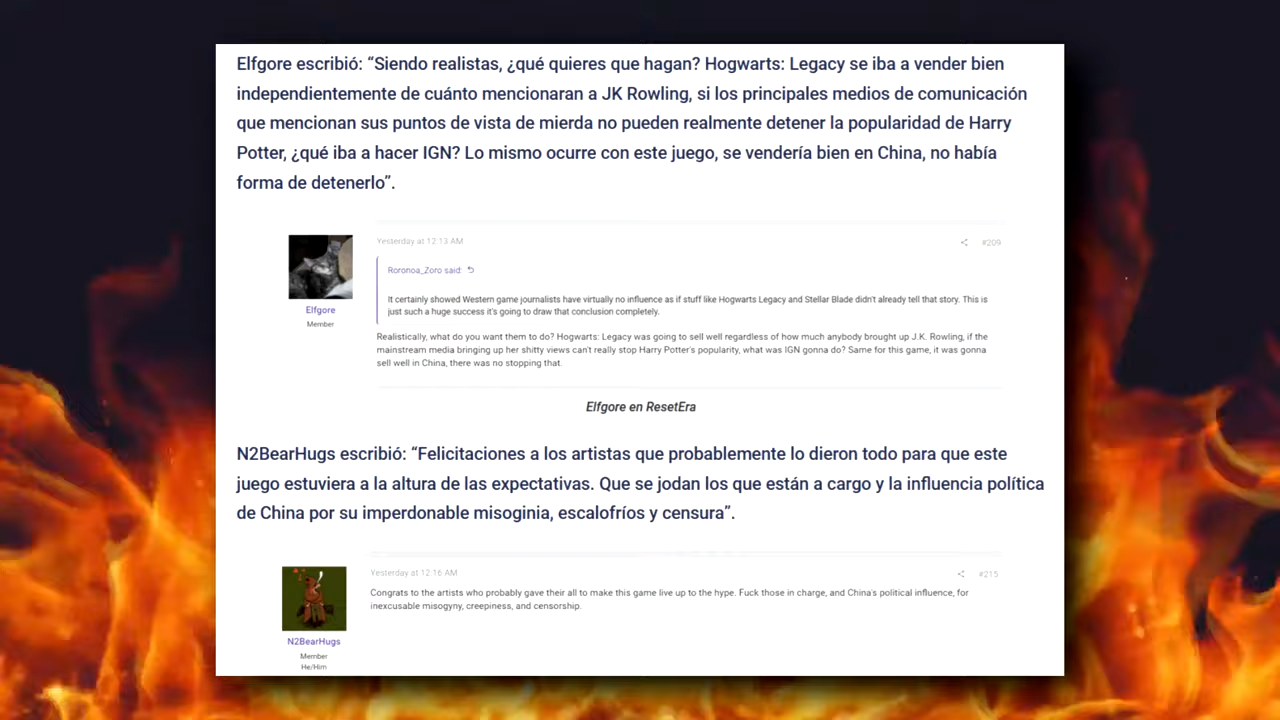 Elfgore escribió: “Siendo realistas, ¿qué quieres que hagan? Hogwarts: Legacy se iba a vender bien
independientemente de cuánto mencionaran a JK Rowling, si los principales medios de comunicación
que mencionan sus puntos de vista de mierda no pueden realmente detener la popularidad de Harry
Potter, ¿qué iba a hacer IGN? Lo mismo ocurre con este juego, se vendería bien en China, no había
forma de detenerlo”.
Yesterday at 12:13 AM
#209
Roronoa_Zoro said:
It certainly showed Western game journalists have virtually no influence as if stuff like Hogwarts Legacy and Stellar Blade didn't already tell that story. This is
just such a huge success it's going to draw that conclusion completely.
Elfgore
Member
Realistically, what do you want them to do? Hogwarts: Legacy was going to sell well regardless of how much anybody brought up J.K. Rowling, if the
mainstream media bringing up her shitty views can't really stop Harry Potter's popularity, what was IGN gonna do? Same for this game, it was gonna
sell well in China, there was no stopping that.
Elfgore en ResetEra
N2BearHugs escribió: “Felicitaciones a los artistas que probablemente lo dieron todo para que este
juego estuviera a la altura de las expectativas. Que se jodan los que están a cargo y la influencia política
de China por su imperdonable misoginia, escalofríos y censura”.
Yesterday at 12:16 AM
#215
Congrats to the artists who probably gave their all to make this game live up to the hype. Fuck those in charge, and China's political influence, for
inexcusable misogyny, creepiness, and censorship.
N2BearHugs
Member
He/Him